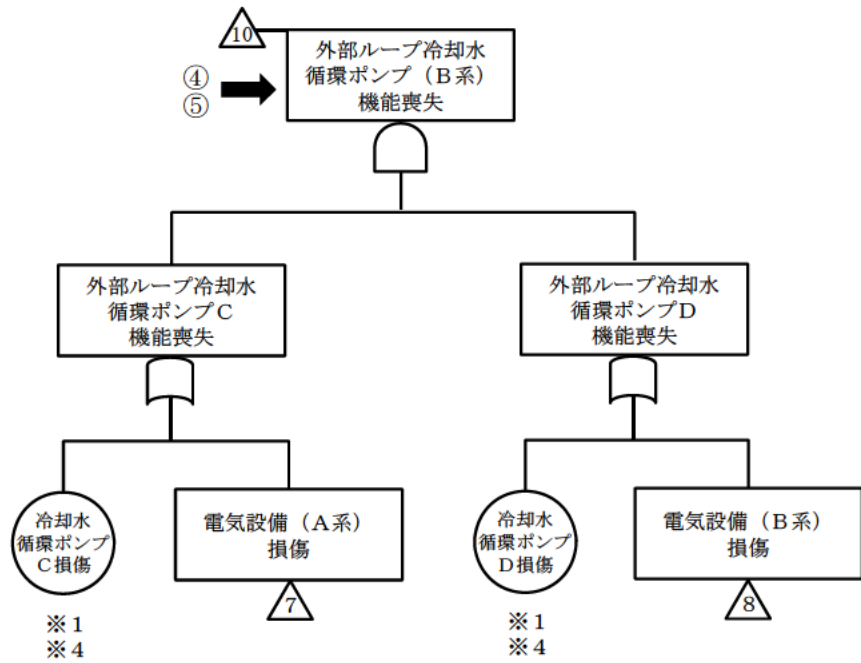 10
外部ループ冷却水
循環ポンプ（B系）
機能喪失
④
⑤
外部ループ冷却水
循環ポンプC
機能喪失
外部ループ冷却水
循環ポンプD
機能喪失
冷却水
循環ポンプ
C損傷
電気設備（A系）
損傷
冷却水
循環ポンプ
D損傷
電気設備（B系）
損傷
7
8
※1
※4
※1
※4